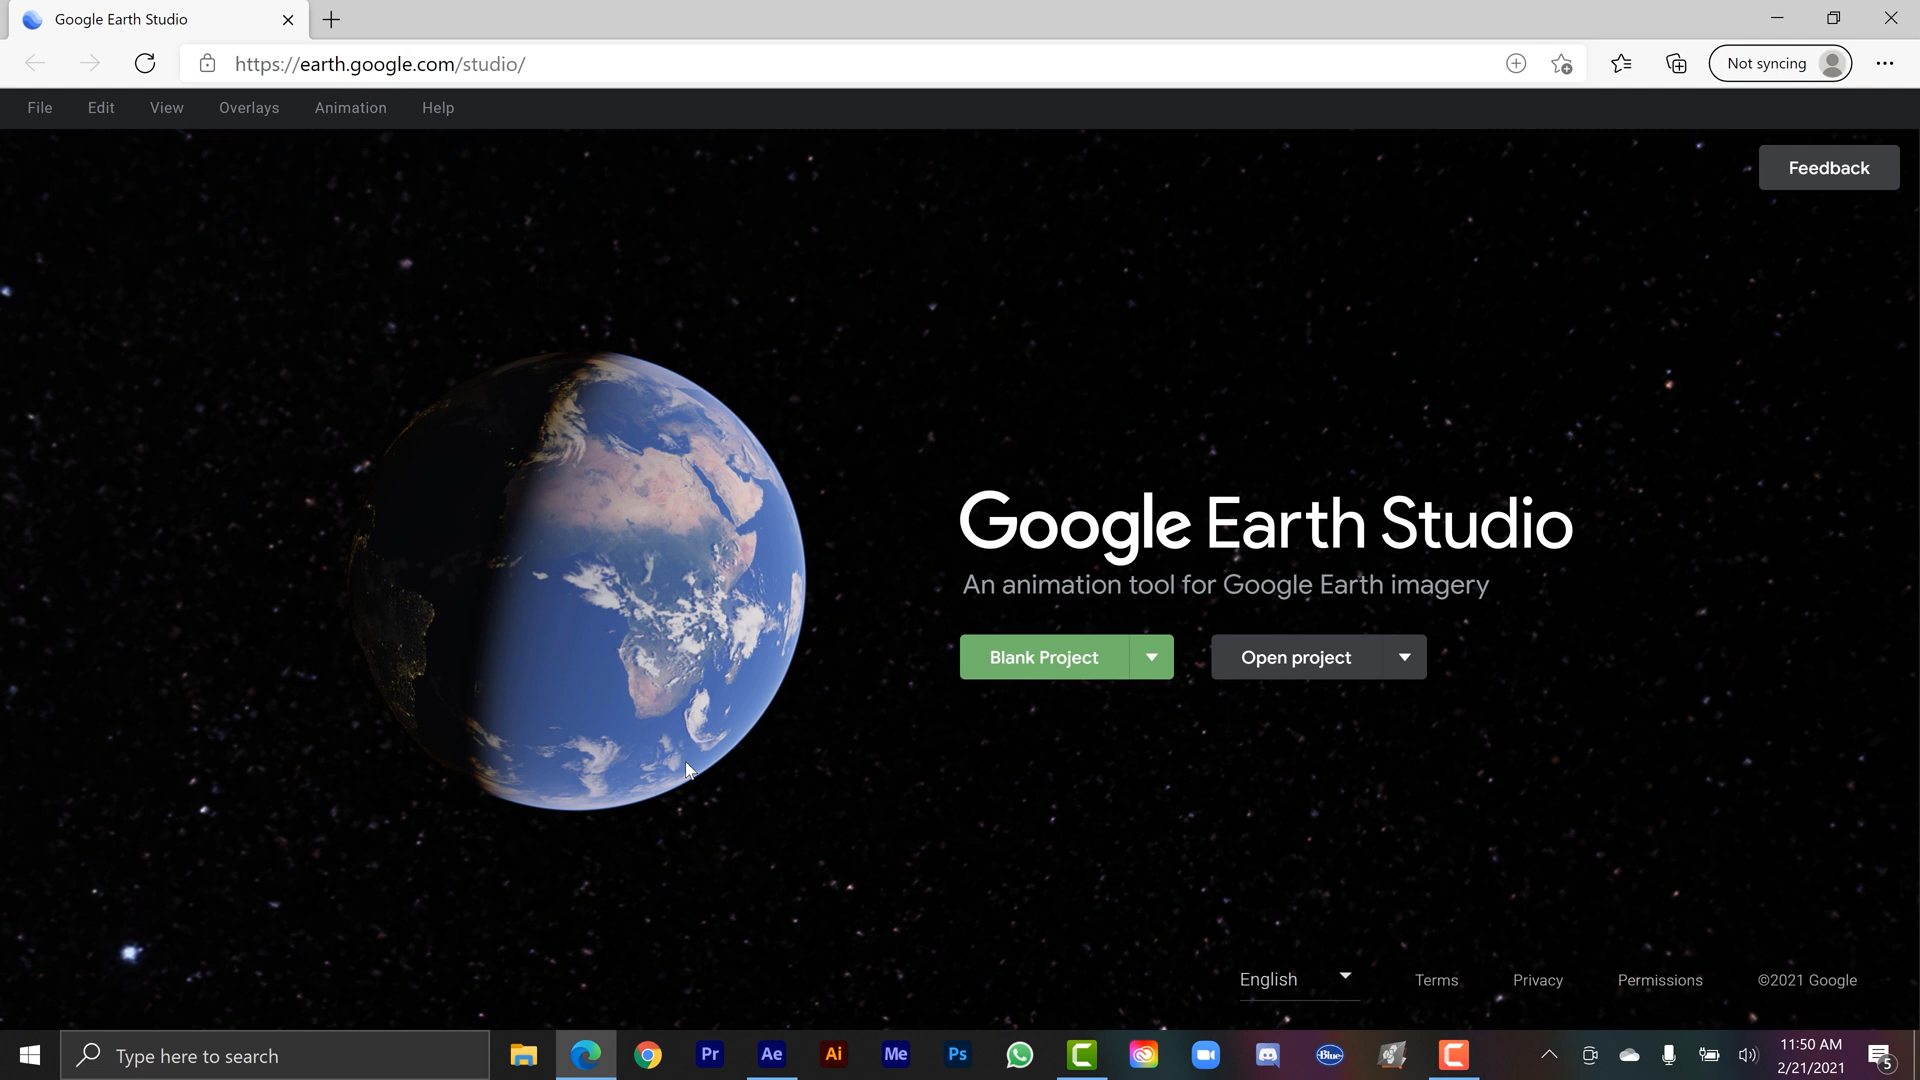 Google Earth Studio
https://earth.google.com/studio/
Not syncing
File Edit View Overlays Animation Help
Feedback
Google Earth Studio
An animation tool for Google Earth imagery
Blank Project
Open project
English
Terms
Privacy
Permissions
©2021 Google
Type here to search
Pr
Ae
Ai
Me
Ps
Blue
11:50 AM
2/21/2021
5